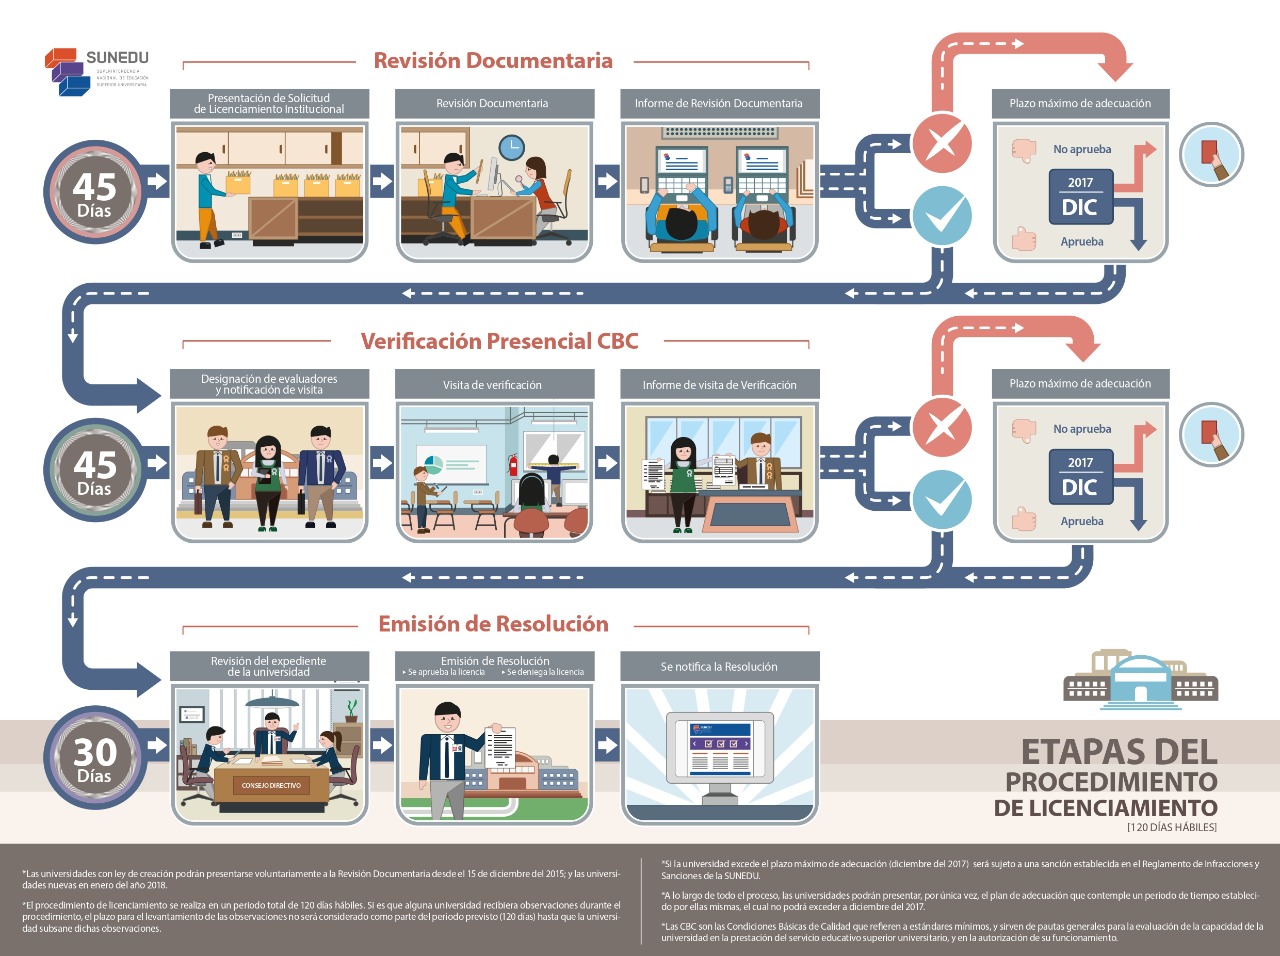 SUNEDU
SUPERINTENDENCIA
NACIONAL DE EDUCACIÓN
SUPERIOR UNIVERSITARIA
Revisión Documentaria
45
Días
Presentación de Solicitud
de Licenciamiento Institucional
Revisión Documentaria
Informe de Revisión Documentaria
Plazo máximo de adecuación
No aprueba
2017
DIC
Aprueba
Verificación Presencial CBC
45
Días
Designación de evaluadores
y notificación de visita
Visita de verificación
Informe de visita de Verificación
Plazo máximo de adecuación
No aprueba
2017
DIC
Aprueba
Emisión de Resolución
30
Días
Revisión del expediente
de la universidad
CONSEJO DIRECTIVO
Emisión de Resolución
▸ Se aprueba la licencia ▸ Se deniega la licencia
Se notifica la Resolución
SUNEDU
ETAPAS DEL
PROCEDIMIENTO
DE LICENCIAMIENTO
[120 DÍAS HÁBILES]
*Las universidades con ley de creación podrán presentarse voluntariamente a la Revisión Documentaria desde el 15 de diciembre del 2015; y las universi-
dades nuevas en enero del año 2018.
*El procedimiento de licenciamiento se realiza en un periodo total de 120 días hábiles. Si es que alguna universidad recibiera observaciones durante el
procedimiento, el plazo para el levantamiento de las observaciones no será considerado como parte del periodo previsto (120 días) hasta que la universi-
dad subsane dichas observaciones.
*Si la universidad excede el plazo máximo de adecuación (diciembre del 2017) será sujeto a una sanción establecida en el Reglamento de Infracciones y
Sanciones de la SUNEDU.
*A lo largo de todo el proceso, las universidades podrán presentar, por única vez, el plan de adecuación que contemple un periodo de tiempo estableci-
do por ellas mismas, el cual no podrá exceder a diciembre del 2017.
*Las CBC son las Condiciones Básicas de Calidad que refieren a estándares mínimos, y sirven de pautas generales para la evaluación de la capacidad de la
universidad en la prestación del servicio educativo superior universitario, y en la autorización de su funcionamiento.